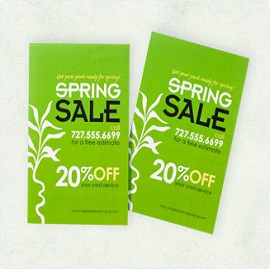 Get your yard ready for spring!
SPRING
SALE
call
727.555.6699
for a free estimate
20%OFF
your yard service
Get your yard ready for spring!
SPRING
SALE
call
727.555.6699
for a free estimate
20%OFF
your yard service